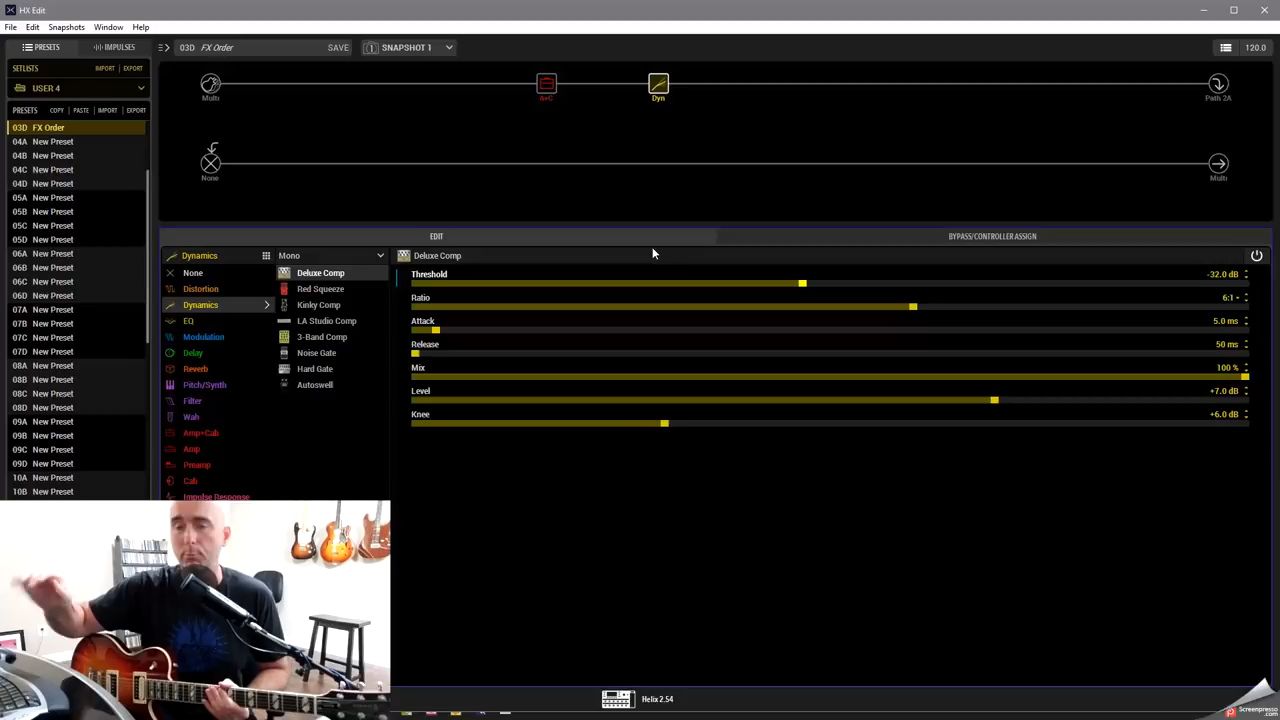 HX Edit
File Edit Snapshots Window Help
PRESETS IMPULSES 03D FX Order SAVE 1 SNAPSHOT 1 120.0
SETLISTS IMPORT EXPORT
USER 4
PRESETS COPY PASTE IMPORT EXPORT
03D FX Order
04A New Preset
04B New Preset
04C New Preset
04D New Preset
05A New Preset
05B New Preset
05C New Preset
05D New Preset
06A New Preset
06B New Preset
06C New Preset
06D New Preset
07A New Preset
07B New Preset
07C New Preset
07D New Preset
08A New Preset
08B New Preset
08C New Preset
08D New Preset
09A New Preset
09B New Preset
09C New Preset
09D New Preset
10A New Preset
10B New Preset
Multi A+C Dyn Path 2A
None Multi
EDIT BYPASS/CONTROLLER ASSIGN
Dynamics Mono Deluxe Comp
None
Distortion
Dynamics
EQ
Modulation
Delay
Reverb
Pitch/Synth
Filter
Wah
Amp+Cab
Amp
Preamp
Cab
Impulse Response
Deluxe Comp
Red Squeeze
Kinky Comp
LA Studio Comp
3-Band Comp
Noise Gate
Hard Gate
Autoswell
Threshold -32.0 dB
Ratio 6:1
Attack 5.0 ms
Release 50 ms
Mix 100 %
Level +7.0 dB
Knee +6.0 dB
Helix 2.54
Screenpresso